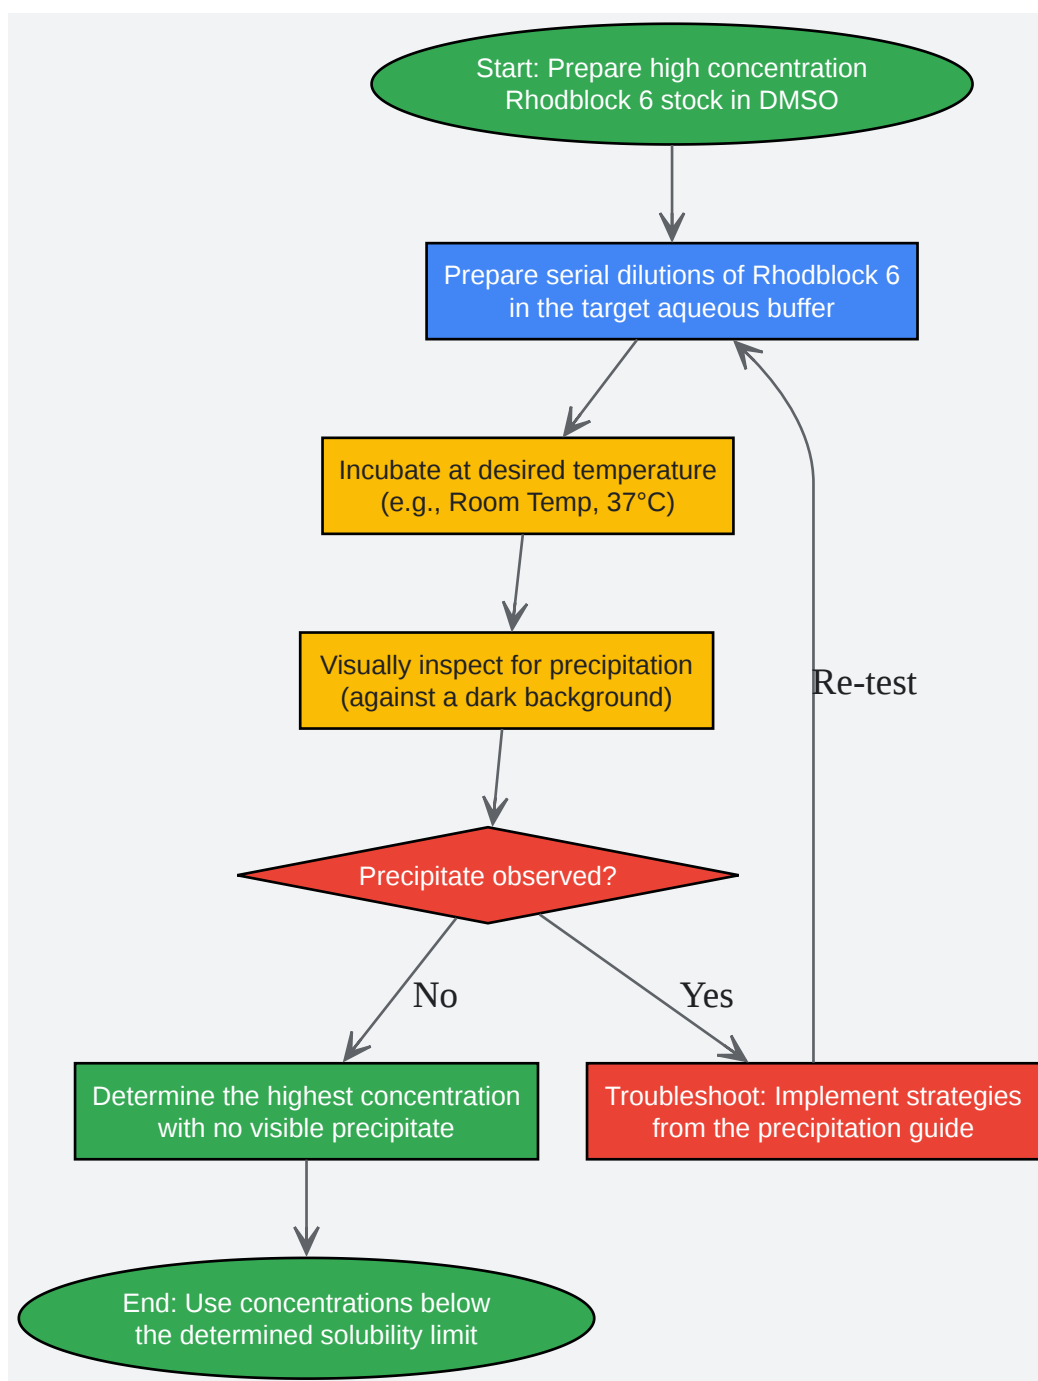 Start: Prepare high concentration
Rhodblock 6 stock in DMSO
Prepare serial dilutions of Rhodblock 6
in the target aqueous buffer
Incubate at desired temperature
(e.g., Room Temp, 37°C)
Visually inspect for precipitation
(against a dark background)
Re-test
Precipitate observed?
No
Yes
Determine the highest concentration
with no visible precipitate
Troubleshoot: Implement strategies
from the precipitation guide
End: Use concentrations below
the determined solubility limit